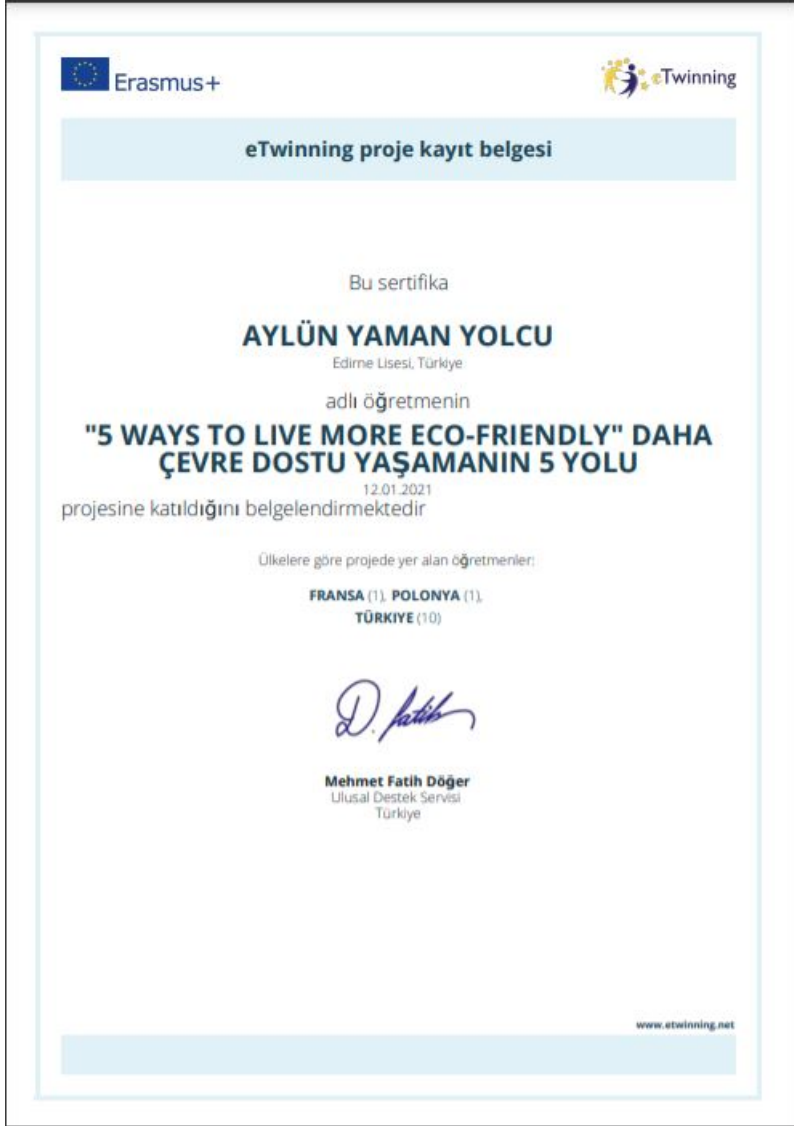 Erasmus+
eTwinning
eTwinning proje kayıt belgesi
Bu sertifika
AYLÜN YAMAN YOLCU
Edirne Lisesi, Türkiye
adlı öğretmenin
"5 WAYS TO LIVE MORE ECO-FRIENDLY" DAHA
ÇEVRE DOSTU YAŞAMANIN 5 YOLU
12.01.2021
projesine katıldığını belgelendirmektedir
Ülkelere göre projede yer alan öğretmenler:
FRANSA (1), POLONYA (1),
TÜRKIYE (10)
D. fatih
Mehmet Fatih Döğer
Ulusal Destek Servisi
Türkiye
www.etwinning.net